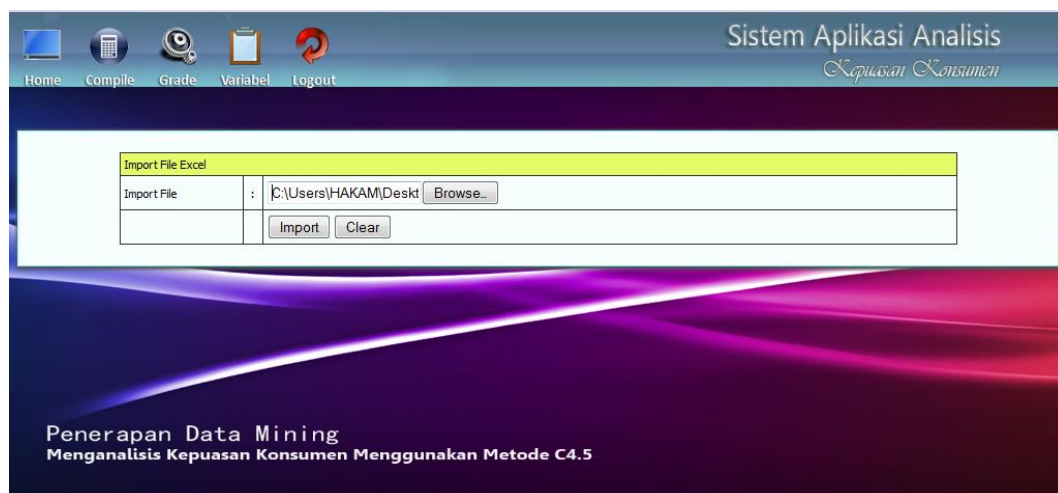 Sistem Aplikasi Analisis
Kepuasan Konsumen
Home Compile Grade Variabel Logout
Import File Excel
Import File : C:\Users\HAKAM\Deskt Browse...
Import Clear
Penerapan Data Mining
Menganalisis Kepuasan Konsumen Menggunakan Metode C4.5